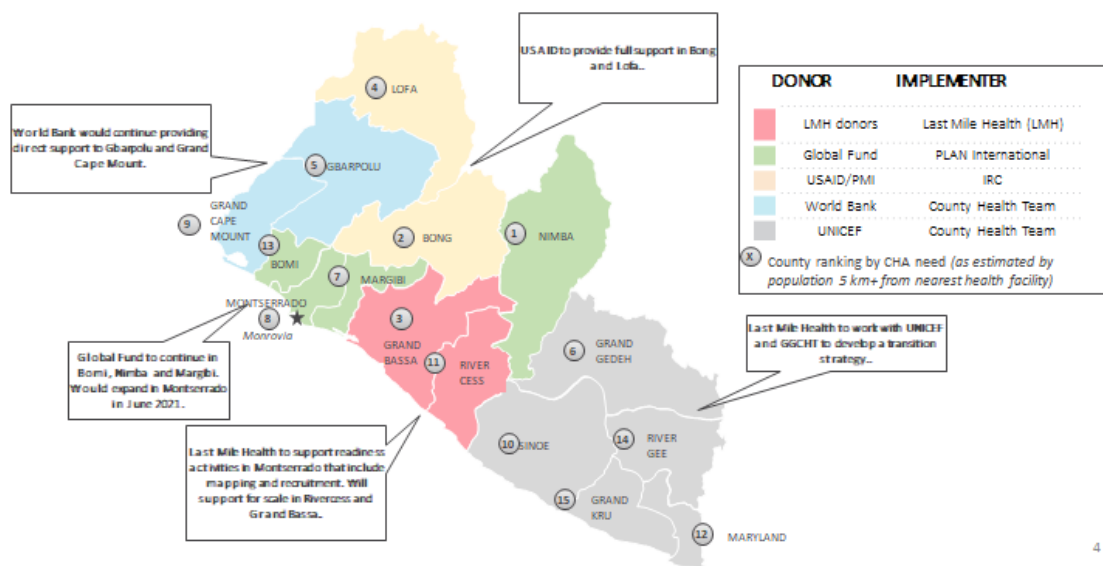 USAID to provide full support in Bong
and Lofa..
4
LOFA
World Bank would continue providing
direct support to Gbarpolu and Grand
Cape Mount.
5
GBARPOLU
9
GRAND
CAPE
MOUNT
2
BONG
1
NIMBA
13
BOMI
7
MARGIBI
MONTSERRADO
8
Monrovia
3
GRAND
BASSA
11
RIVER
CESS
6
GRAND
GEDEH
10
SINOE
14
RIVER
GEE
15
GRAND
KRU
12
MARYLAND
Global Fund to continue in
Bomi, Nimba and Margibi.
Would expand in Montserrado
in June 2021..
Last Mile Health to support readiness
activities in Montserrado that include
mapping and recruitment. Will
support for scale in Rivercess and
Grand Bassa..
Last Mile Health to work with UNICEF
and GGCHT to develop a transition
strategy...
DONOR IMPLEMENTER
LMH donors Last Mile Health (LMH)
Global Fund PLAN International
USAID/PMI IRC
World Bank County Health Team
UNICEF County Health Team
X County ranking by CHA need (as estimated by
population 5 km+ from nearest health facility)
4